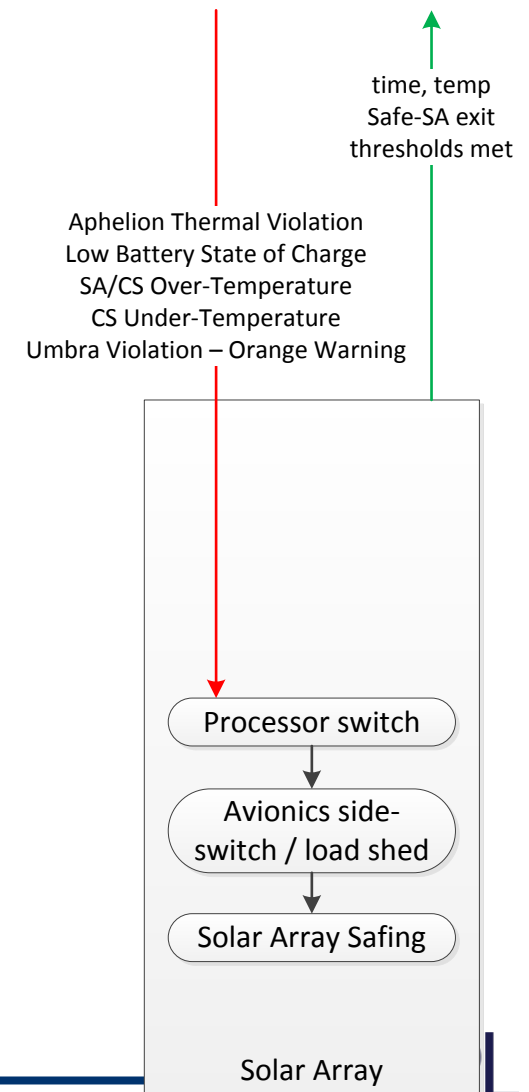 time, temp
Safe-SA exit
thresholds met
Aphelion Thermal Violation
Low Battery State of Charge
SA/CS Over-Temperature
CS Under-Temperature
Umbra Violation – Orange Warning
Processor switch
Avionics side-
switch / load shed
Solar Array Safing
Solar Array